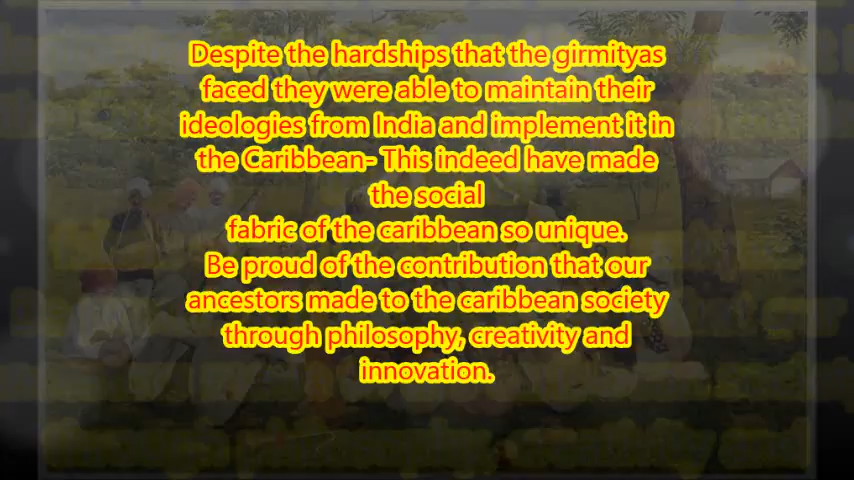 Despite the hardships that the girmityas
faced they were able to maintain their
ideologies from India and implement it in
the Caribbean- This indeed have made
the social
fabric of the caribbean so unique.
Be proud of the contribution that our
ancestors made to the caribbean society
through philosophy, creativity and
innovation.